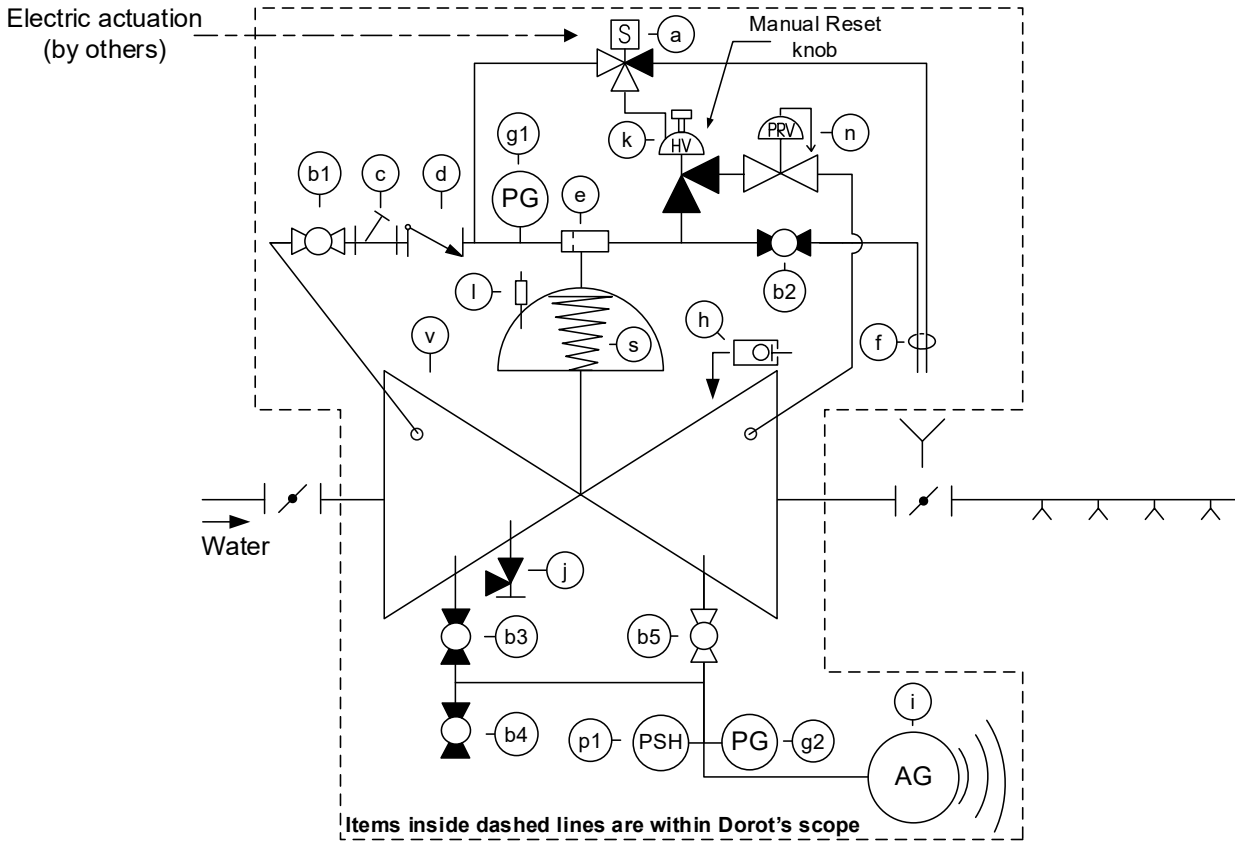 Electric actuation
(by others)
S
a
Manual Reset
knob
g1
k
HV
PRV
n
b1
c
d
PG
e
l
b2
v
s
h
f
Water
j
b3
b5
b4
p1
PSH
PG
g2
i
AG
Items inside dashed lines are within Dorot's scope